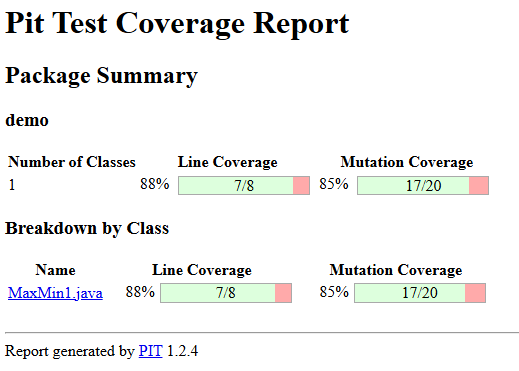 Pit Test Coverage Report
Package Summary
demo
Number of Classes Line Coverage Mutation Coverage
1 88% 7/8 85% 17/20
Breakdown by Class
Name Line Coverage Mutation Coverage
MaxMin1.java 88% 7/8 85% 17/20
Report generated by PIT 1.2.4